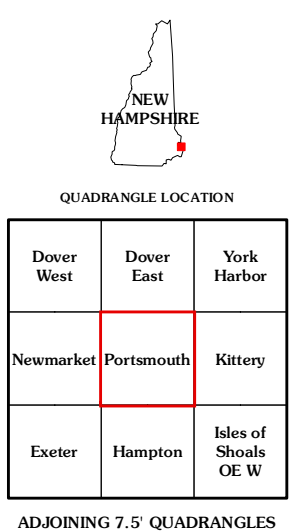 NEW
HAMPSHIRE
QUADRANGLE LOCATION
Dover
West
Dover
East
York
Harbor
Newmarket
Portsmouth
Kittery
Exeter
Hampton
Isles of
Shoals
OE W
ADJOINING 7.5' QUADRANGLES